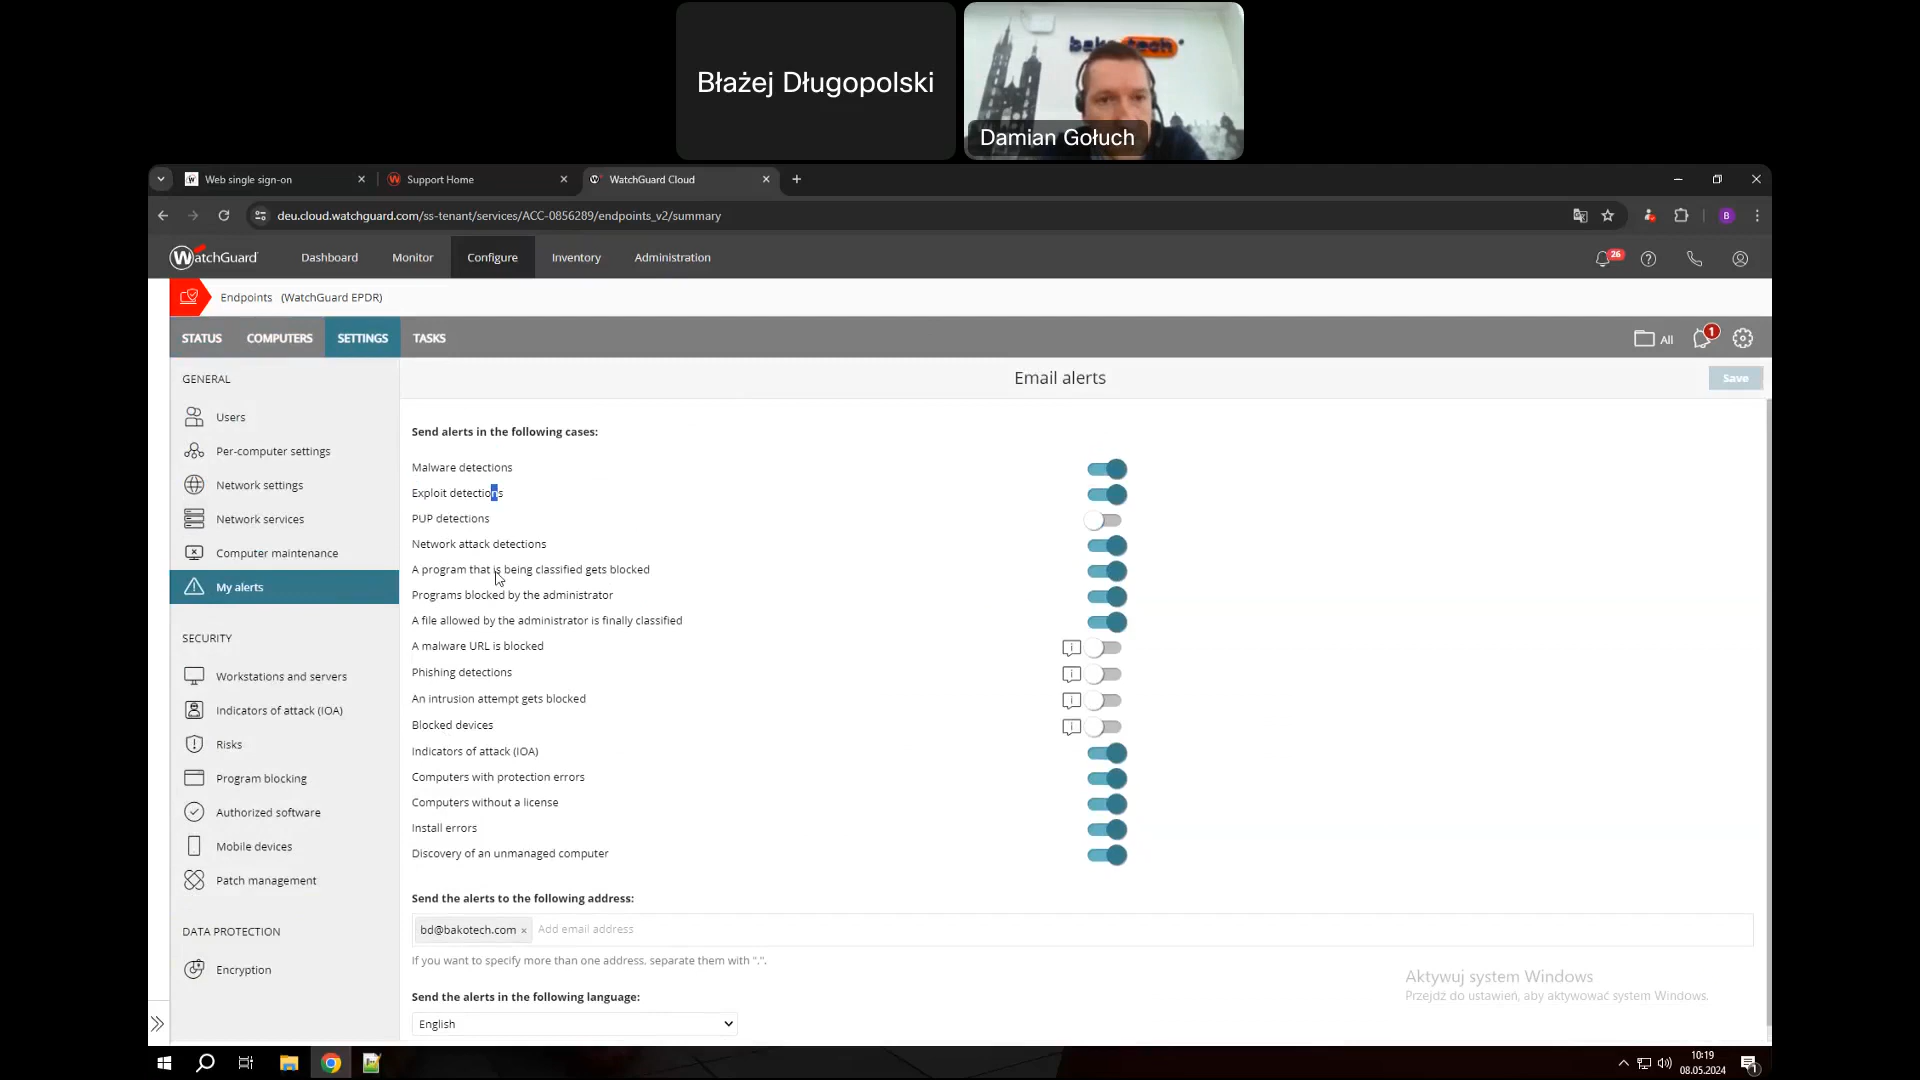 Błażej Długopolski
bako tech
Damian Gołuch
Web single sign-on
Support Home
WatchGuard Cloud
deu.cloud.watchguard.com/ss-tenant/services/ACC-0856289/endpoints_v2/summary
B
WatchGuard
Dashboard
Monitor
Configure
Inventory
Administration
26
Endpoints (WatchGuard EPDR)
STATUS
COMPUTERS
SETTINGS
TASKS
All
1
GENERAL
Users
Per-computer settings
Network settings
Network services
Computer maintenance
My alerts
SECURITY
Workstations and servers
Indicators of attack (IOA)
Risks
Program blocking
Authorized software
Mobile devices
Patch management
DATA PROTECTION
Encryption
Email alerts
Save
Send alerts in the following cases:
Malware detections
Exploit detections
PUP detections
Network attack detections
A program that is being classified gets blocked
Programs blocked by the administrator
A file allowed by the administrator is finally classified
A malware URL is blocked
Phishing detections
An intrusion attempt gets blocked
Blocked devices
Indicators of attack (IOA)
Computers with protection errors
Computers without a license
Install errors
Discovery of an unmanaged computer
Send the alerts to the following address:
bd@bakotech.com × Add email address
If you want to specify more than one address, separate them with ";".
Send the alerts in the following language:
English
Aktywuj system Windows
Przejdź do ustawień, aby aktywować system Windows.
10:19
08.05.2024
1